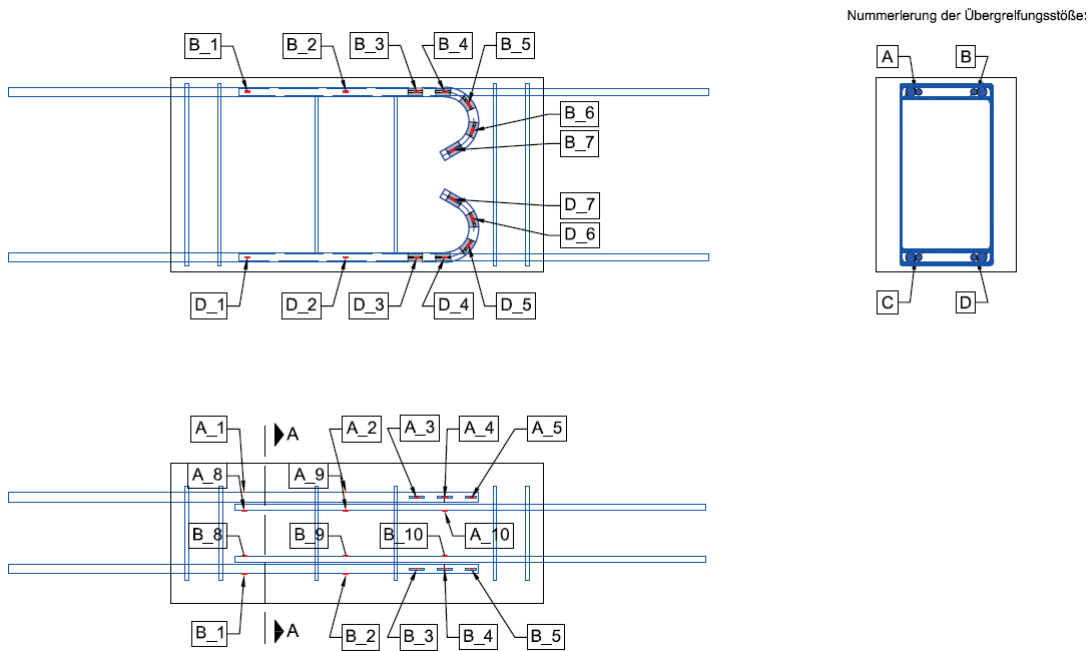 Nummerierung der Übergreifungsstöße:
B_1 B_2 B_3 B_4 B_5
B_6
B_7
D_7
D_6
D_1 D_2 D_3 D_4 D_5
A B
C D
A_1 A A_2 A_3 A_4 A_5
A_8 A_9
B_8 B_9 B_10 A_10
B_1 A B_2 B_3 B_4 B_5